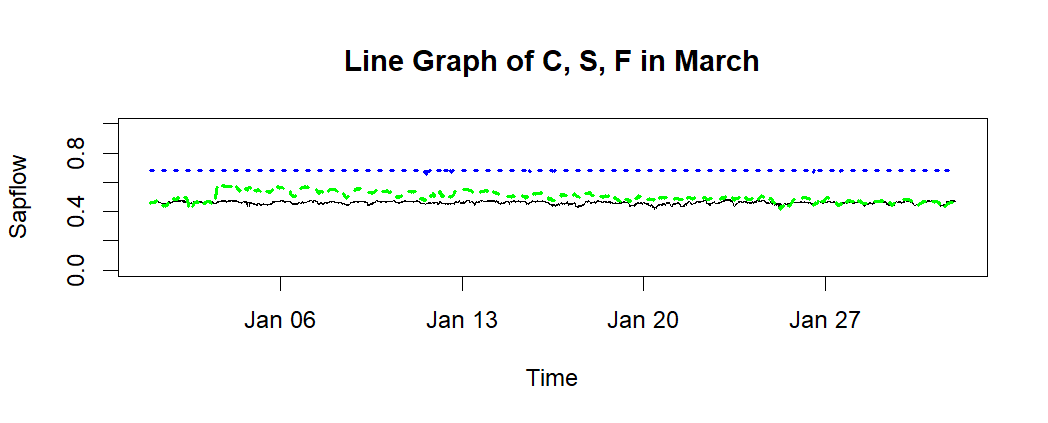 Line Graph of C, S, F in March
Sapflow
0.8
0.4
0.0
Jan 06
Jan 13
Jan 20
Jan 27
Time